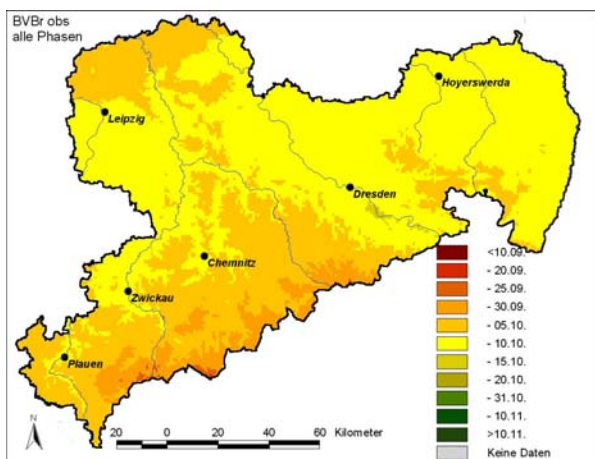 BVBr obs
alle Phasen
Hoyerswerda
Leipzig
Dresden
Chemnitz
Zwickau
Plauen
<10.09.
- 20.09.
- 25.09.
- 30.09.
- 05.10.
- 10.10.
- 15.10.
- 20.10.
- 31.10.
- 10.11.
>10.11.
Keine Daten
N
20 0 20 40 60 Kilometer